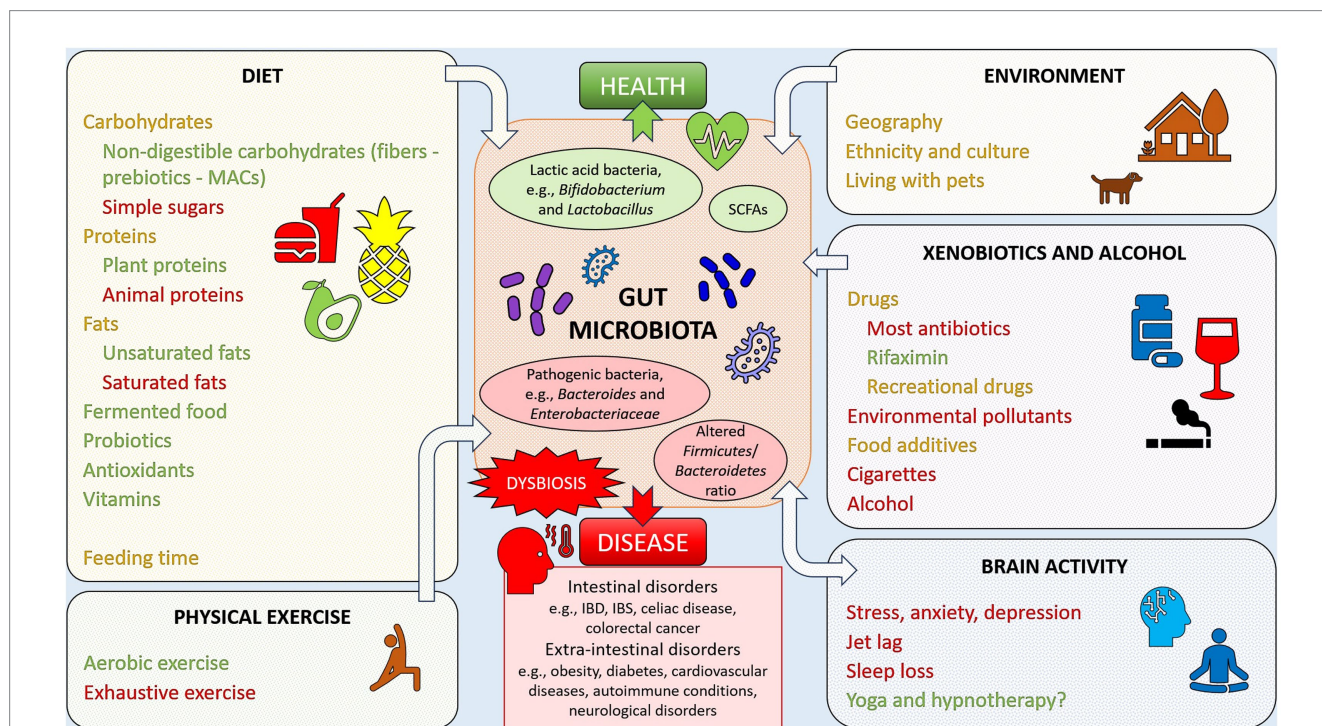 DIET
Carbohydrates
Non-digestible carbohydrates (fibers -
prebiotics - MACs)
Simple sugars
Proteins
Plant proteins
Animal proteins
Fats
Unsaturated fats
Saturated fats
Fermented food
Probiotics
Antioxidants
Vitamins
Feeding time
PHYSICAL EXERCISE
Aerobic exercise
Exhaustive exercise
HEALTH
Lactic acid bacteria,
e.g., Bifidobacterium
and Lactobacillus
SCFAs
GUT
MICROBIOTA
Pathogenic bacteria,
e.g., Bacteroides and
Enterobacteriaceae
Altered
Firmicutes/
Bacteroidetes
ratio
DYSBIOSIS
DISEASE
Intestinal disorders
e.g., IBD, IBS, celiac disease,
colorectal cancer
Extra-intestinal disorders
e.g., obesity, diabetes, cardiovascular
diseases, autoimmune conditions,
neurological disorders
ENVIRONMENT
Geography
Ethnicity and culture
Living with pets
XENOBIOTICS AND ALCOHOL
Drugs
Most antibiotics
Rifaximin
Recreational drugs
Environmental pollutants
Food additives
Cigarettes
Alcohol
BRAIN ACTIVITY
Stress, anxiety, depression
Jet lag
Sleep loss
Yoga and hypnotherapy?